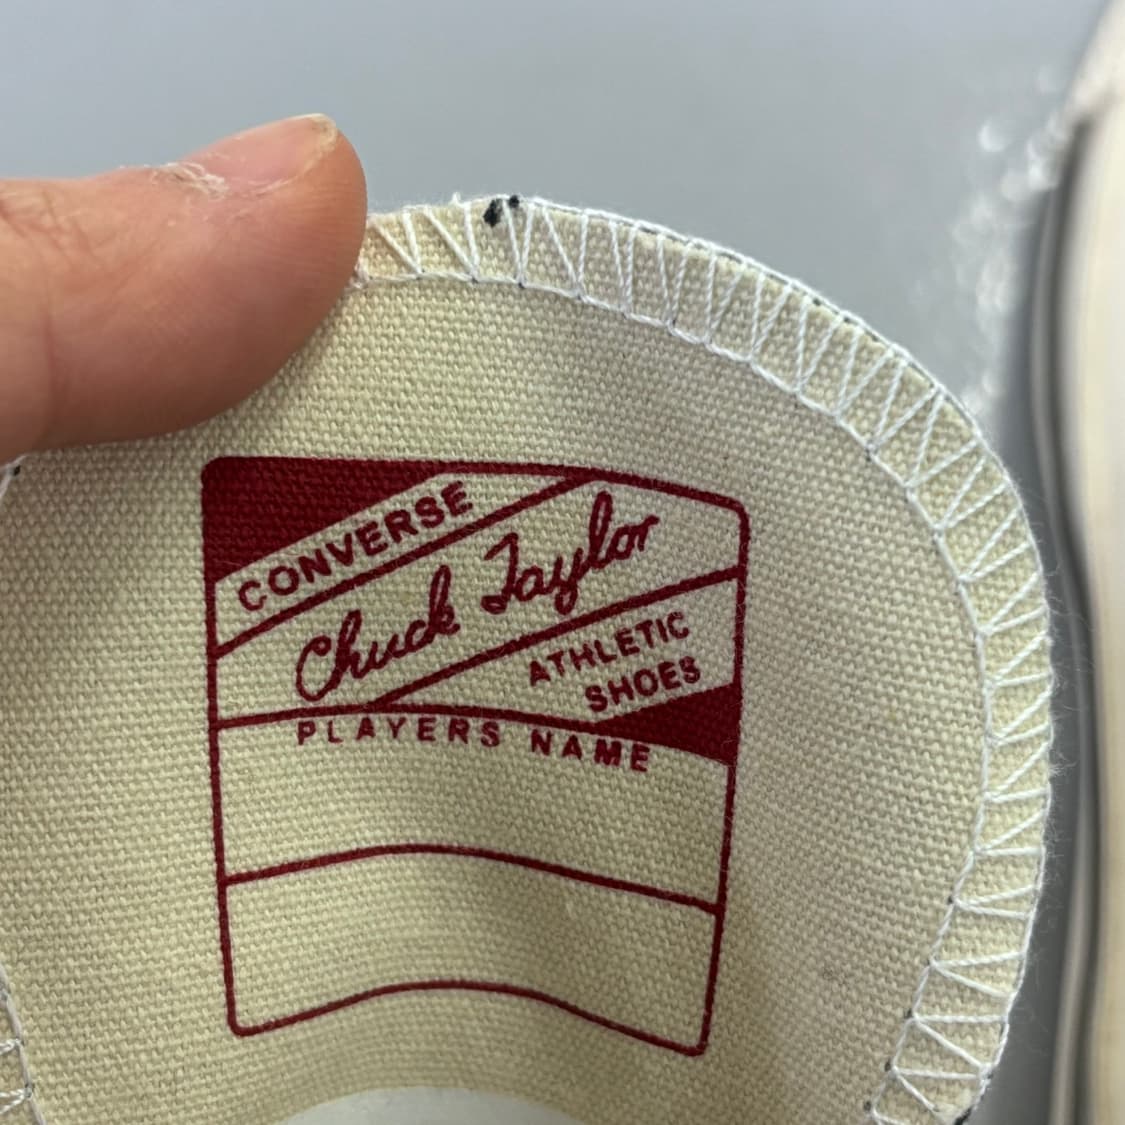 CONVERSE
Chuck Taylor
ATHLETIC
SHOES
PLAYERS NAME